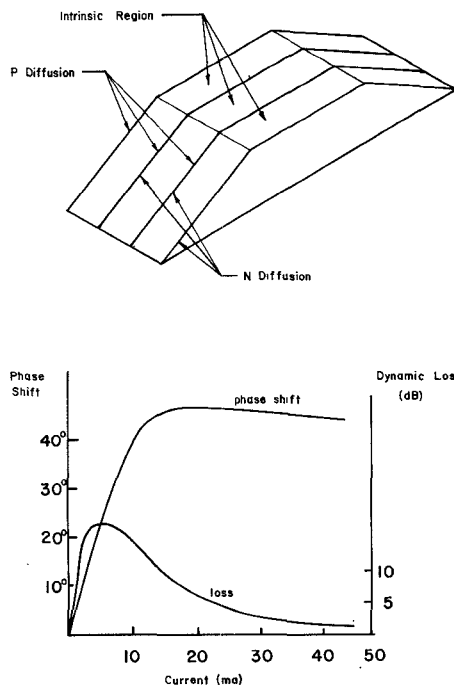 Intrinsic Region
P Diffusion
N Diffusion
Phase
Shift
Dynamic Los
(dB)
phase shift
40°
30°
20°
10°
loss
10
5
10 20 30 40 50
Current (ma)